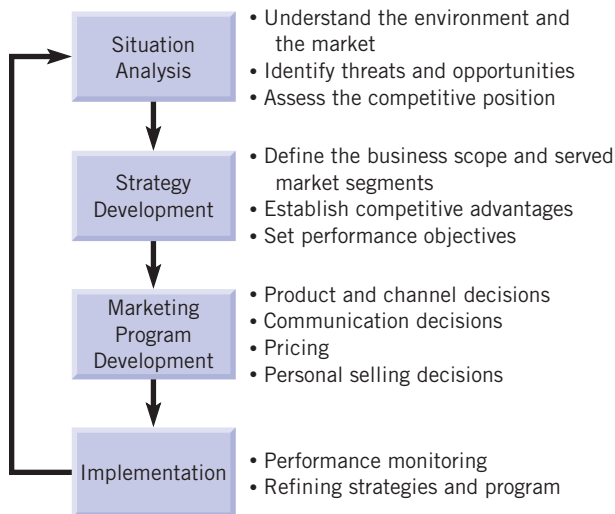 Situation
Analysis
• Understand the environment and
the market
• Identify threats and opportunities
• Assess the competitive position
Strategy
Development
• Define the business scope and served
market segments
• Establish competitive advantages
• Set performance objectives
Marketing
Program
Development
• Product and channel decisions
• Communication decisions
• Pricing
• Personal selling decisions
Implementation
• Performance monitoring
• Refining strategies and program